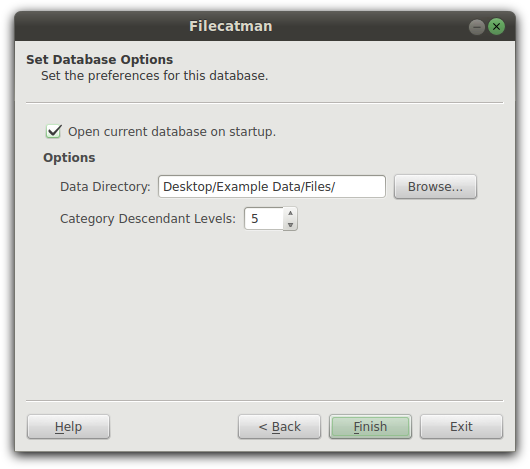 Filecatman
Set Database Options
Set the preferences for this database.
Open current database on startup.
Options
Data Directory: Desktop/Example Data/Files/ Browse...
Category Descendant Levels: 5
Help < Back Finish Exit